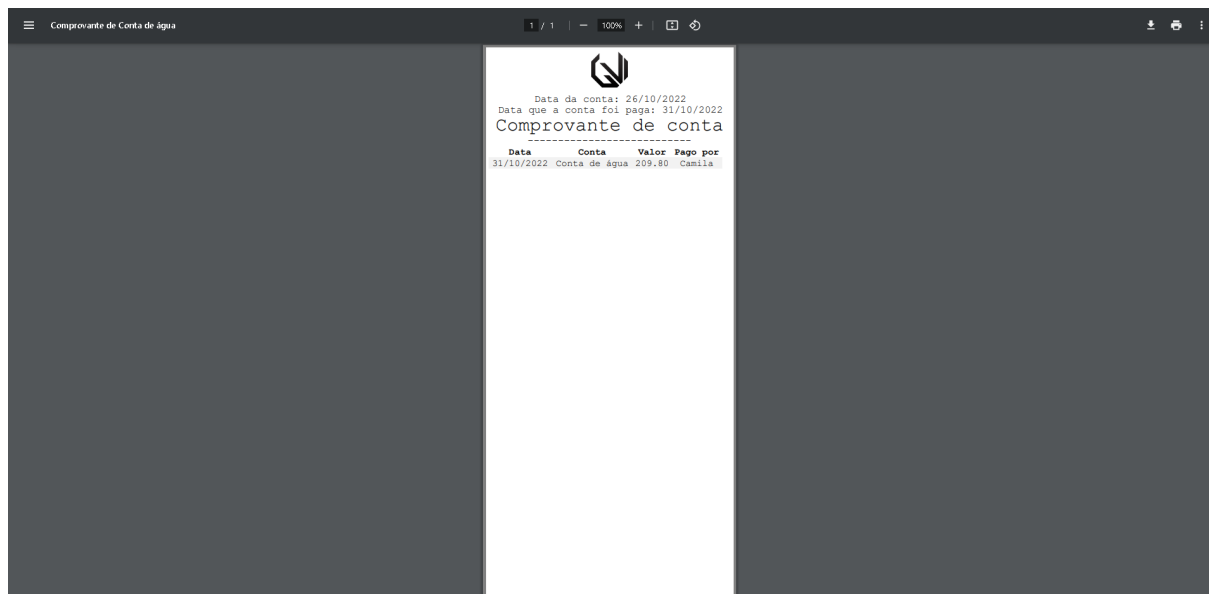 Comprovante de Conta de água
1 / 1
100%
Data da conta: 26/10/2022
Data que a conta foi paga: 31/10/2022
Comprovante de conta
---------------------------
Data Conta Valor Pago por
31/10/2022 Conta de água 209.80 Camila